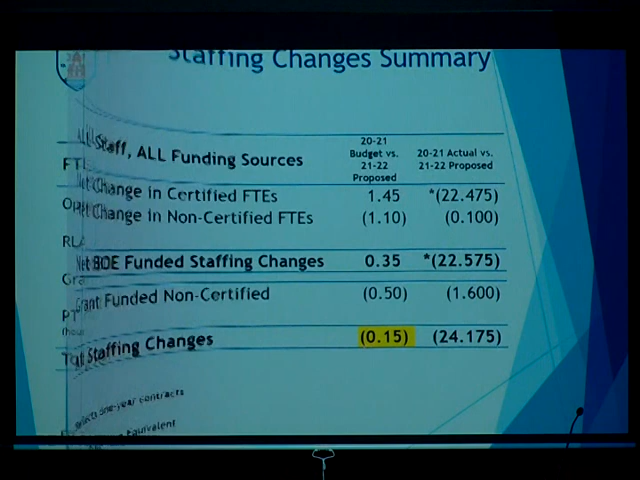 Staffing Changes Summary
ALL Staff, ALL Funding Sources
20-21 Budget vs. 21-22 Proposed
20-21 Actual vs. 21-22 Proposed
Net Change in Certified FTEs 1.45 *(22.475)
Net Change in Non-Certified FTEs (1.10) (0.100)
Net BOE Funded Staffing Changes 0.35 *(22.575)
Grant Funded Non-Certified (0.50) (1.600)
Staffing Changes (0.15) (24.175)
one-year contracts
Equivalent